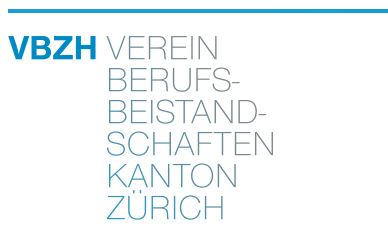 VBZH VEREIN
BERUFS-
BEISTAND-
SCHAFTEN
KANTON
ZÜRICH